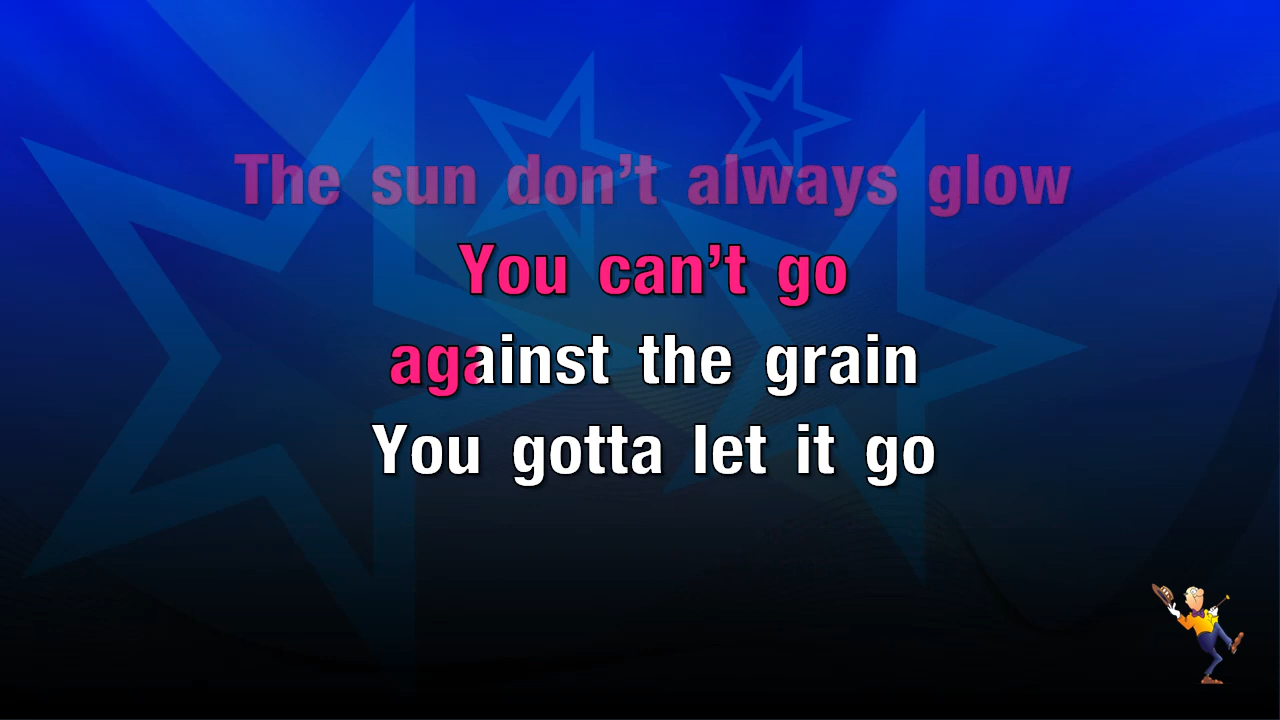 The sun don’t always glow
You can’t go
against the grain
You gotta let it go